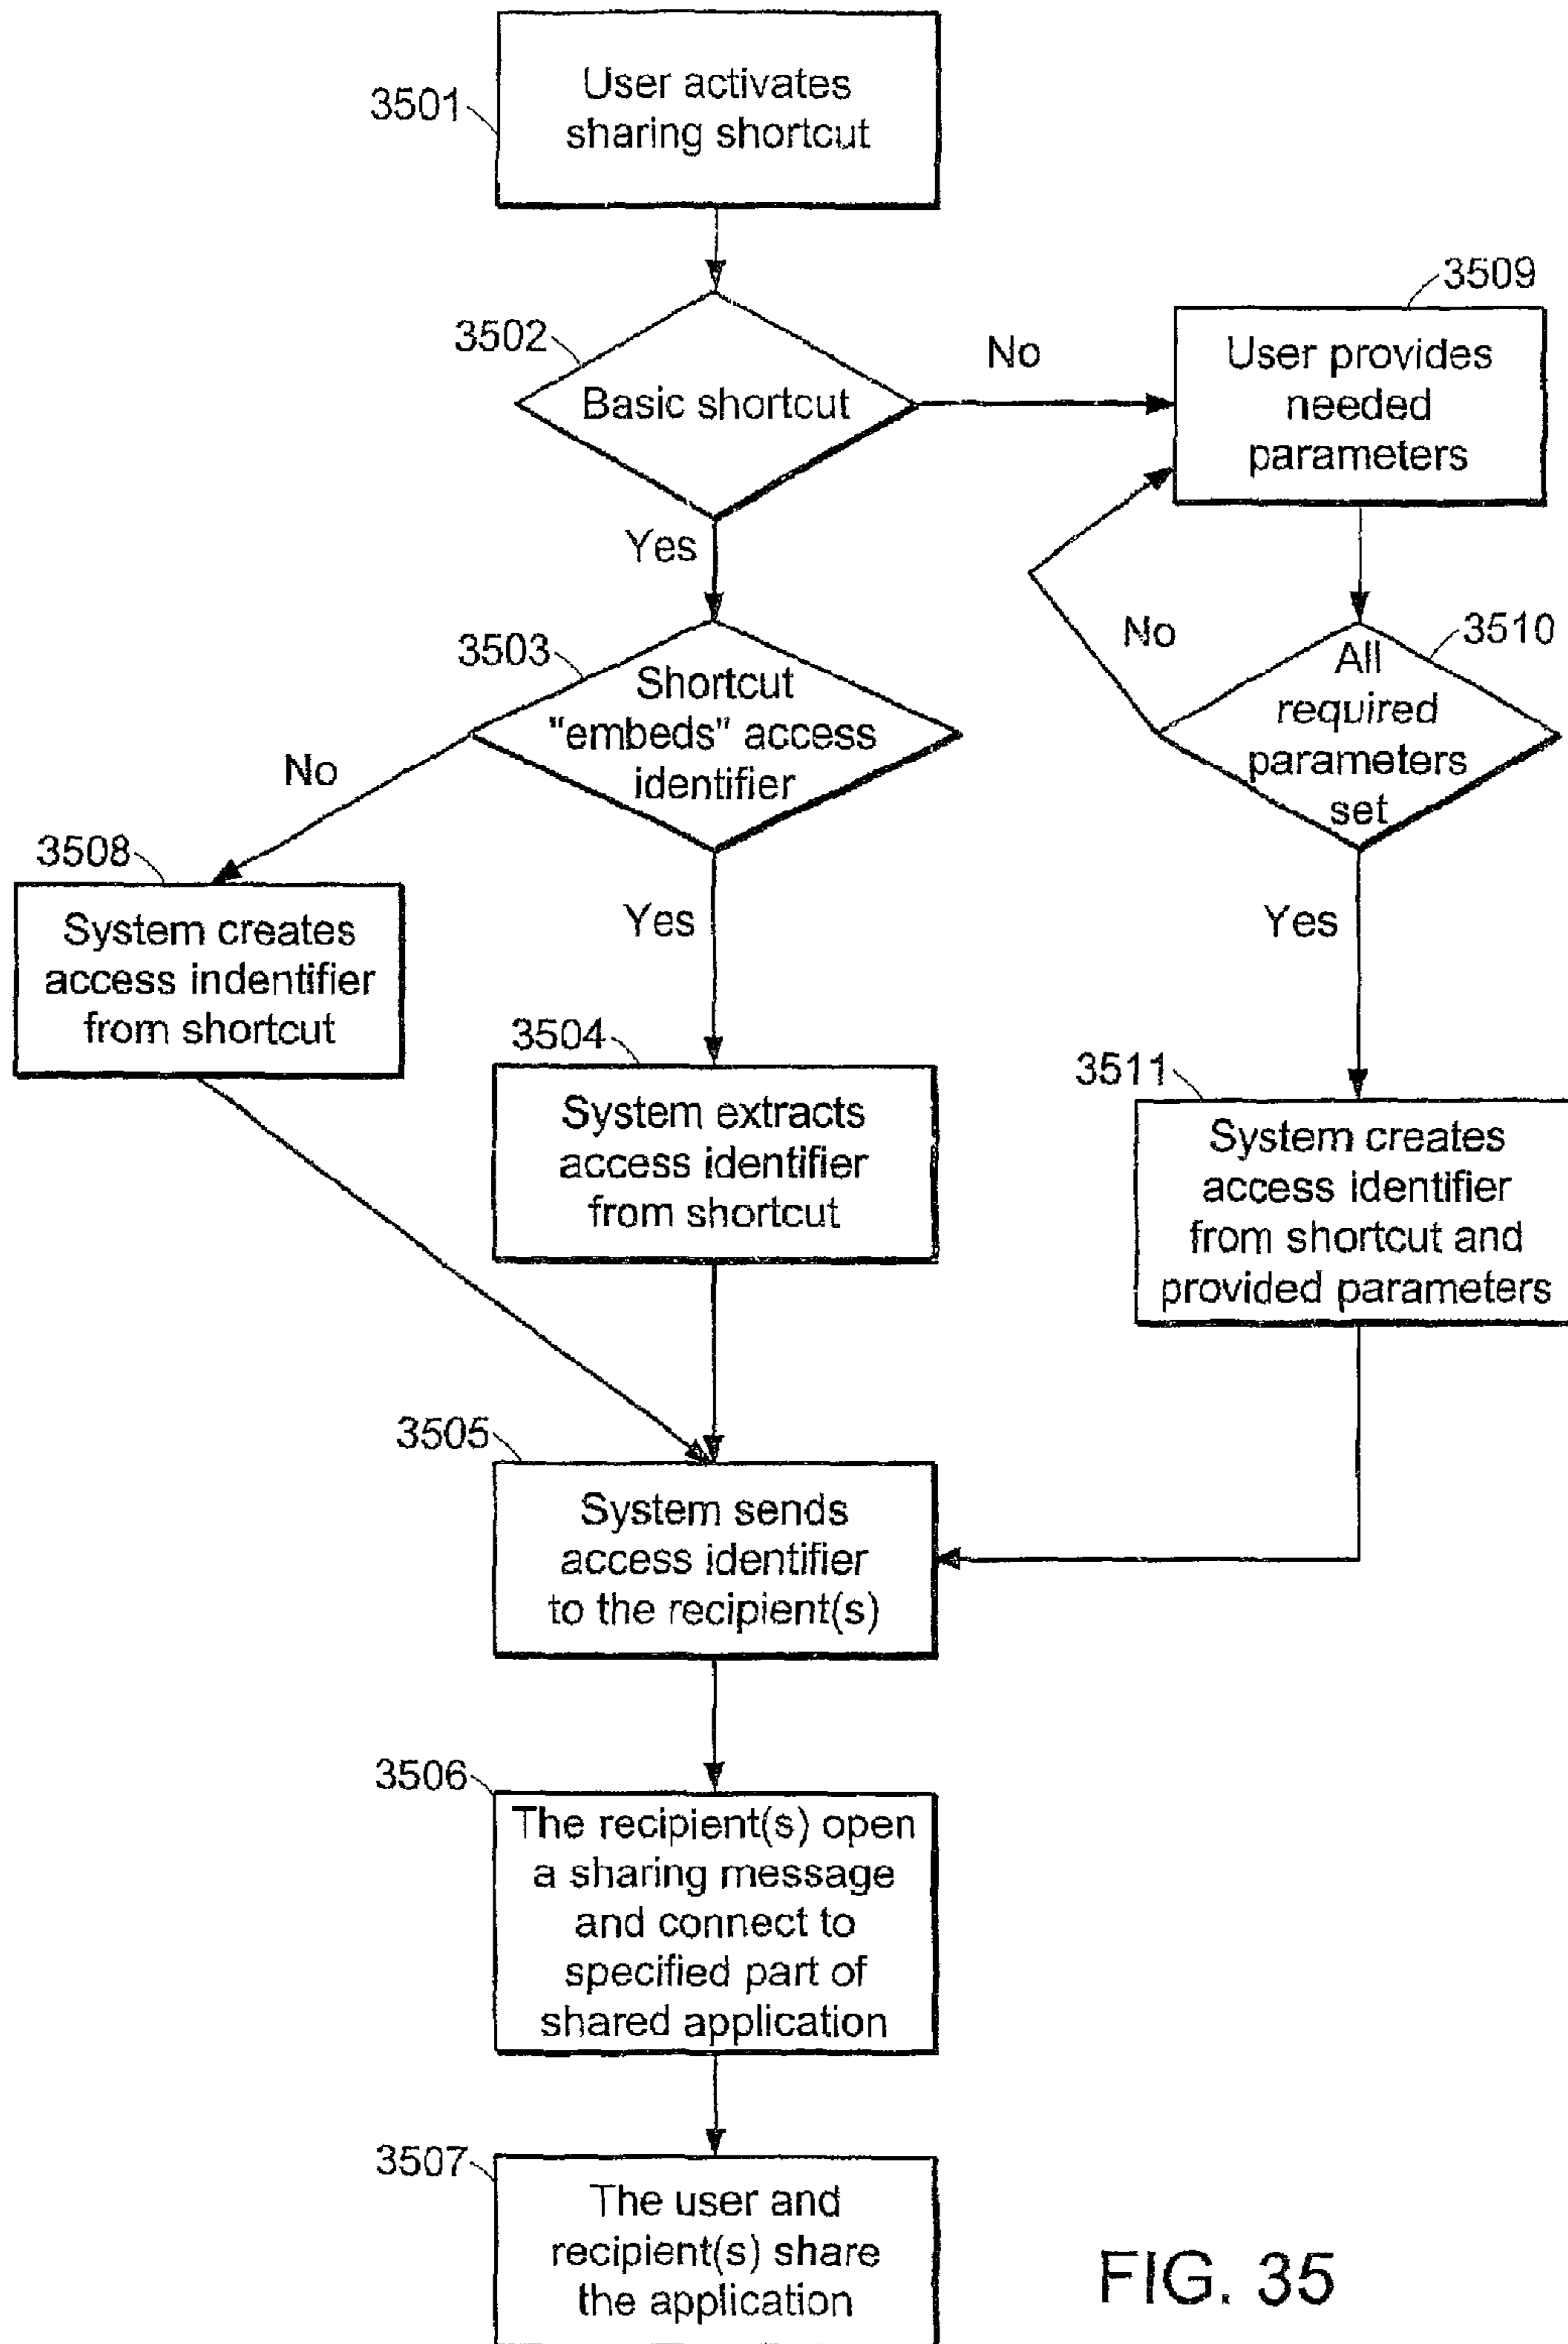 3501
User activates
sharing shortcut
3502
Basic shortcut
No
3509
User provides
needed
parameters
Yes
3503
Shortcut
"embeds" access
identifier
No
3510
All
required
parameters
set
No
3508
System creates
access indentifier
from shortcut
Yes
3504
System extracts
access identifier
from shortcut
Yes
3511
System creates
access identifier
from shortcut and
provided parameters
3505
System sends
access identifier
to the recipient(s)
3506
The recipient(s) open
a sharing message
and connect to
specified part of
shared application
3507
The user and
recipient(s) share
the application
FIG. 35